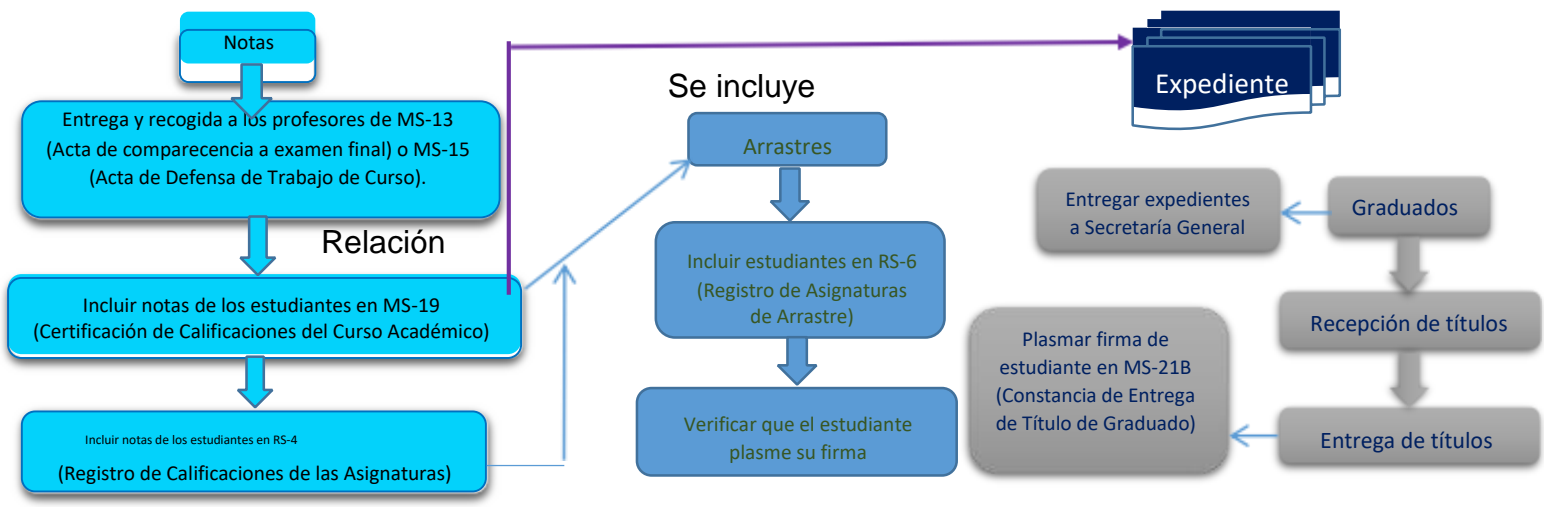 Notas
Entrega y recogida a los profesores de MS-13
(Acta de comparecencia a examen final) o MS-15
(Acta de Defensa de Trabajo de Curso).
Relación
Incluir notas de los estudiantes en MS-19
(Certificación de Calificaciones del Curso Académico)
Incluir notas de los estudiantes en RS-4
(Registro de Calificaciones de las Asignaturas)
Se incluye
Arrastres
Incluir estudiantes en RS-6
(Registro de Asignaturas
de Arrastre)
Verificar que el estudiante
plasme su firma
Expediente
Entregar expedientes
a Secretaría General
Graduados
Recepción de títulos
Plasmar firma de
estudiante en MS-21B
(Constancia de Entrega
de Título de Graduado)
Entrega de títulos